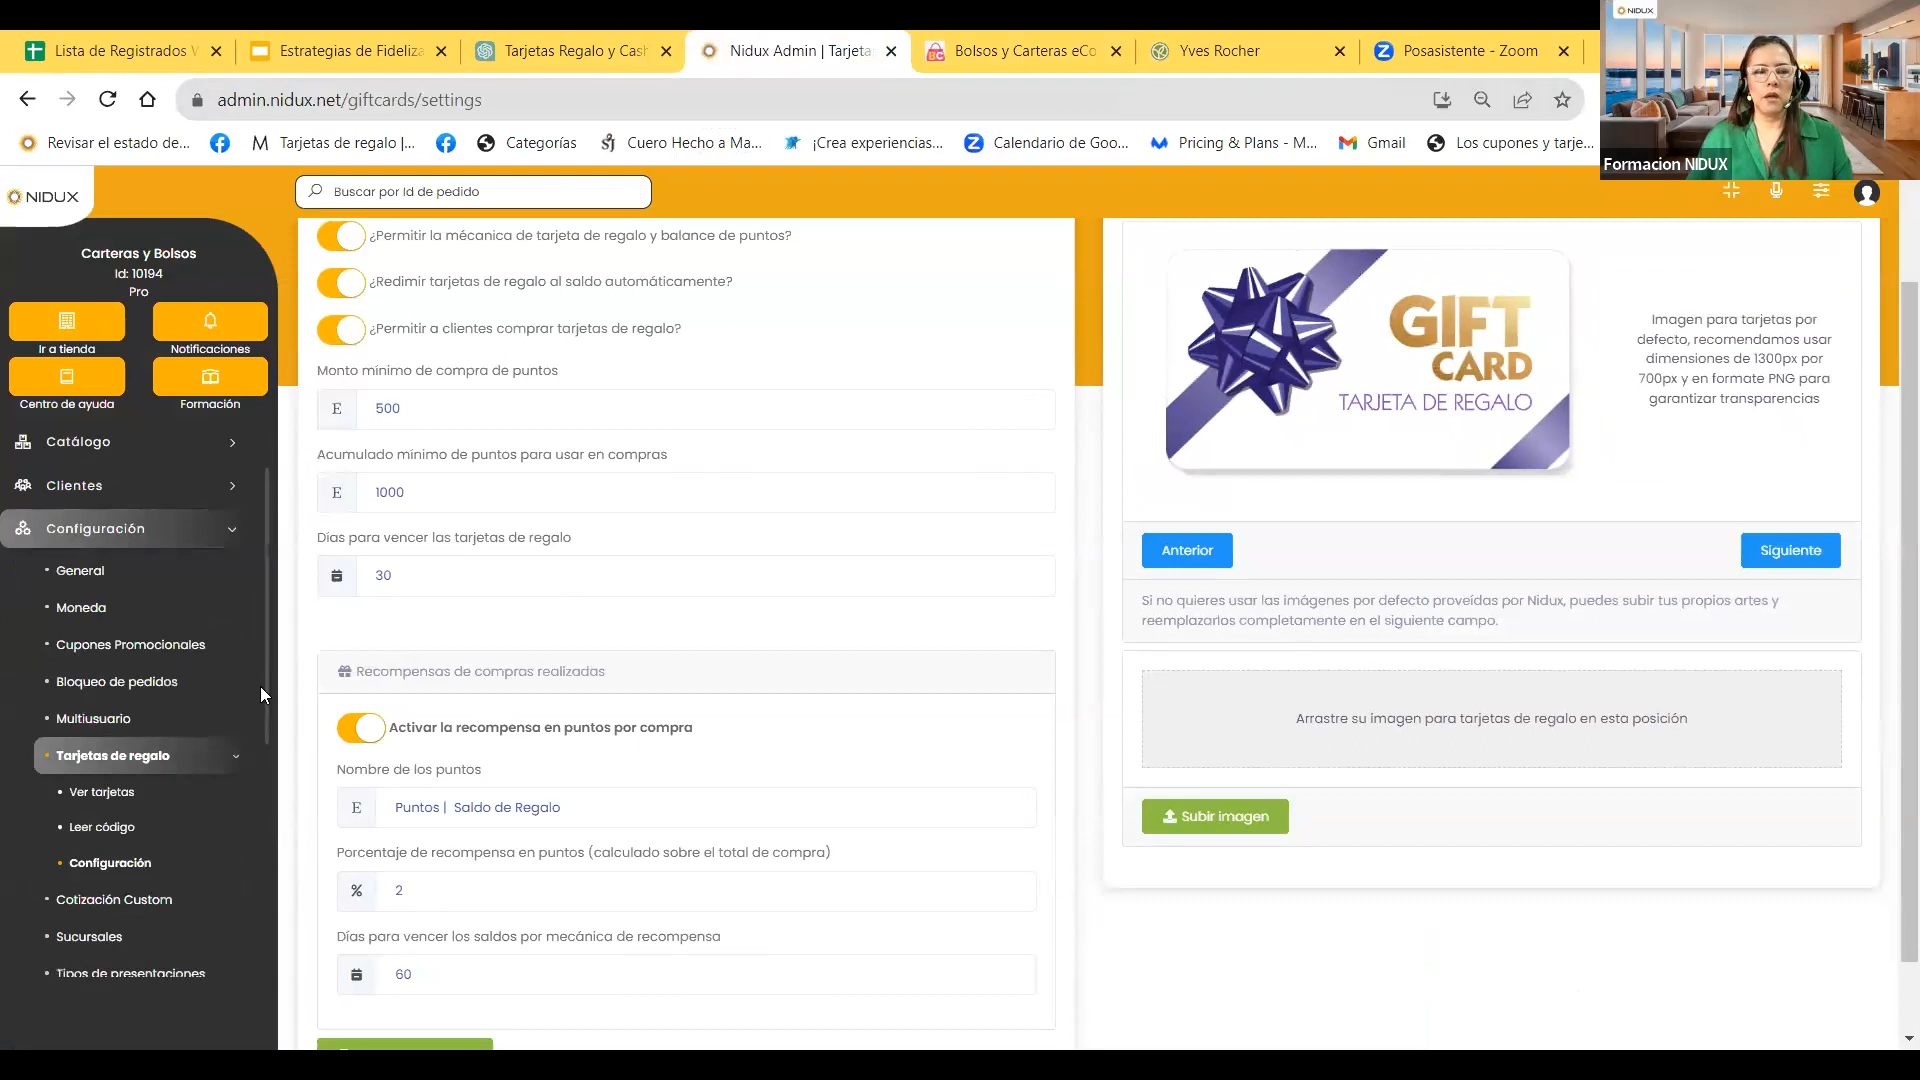 Lista de Registrados V
Estrategias de Fideliza
Tarjetas Regalo y Cash
Nidux Admin | Tarjeta
Bolsos y Carteras eCo
Yves Rocher
Posasistente - Zoom
NIDUX
admin.nidux.net/giftcards/settings
Revisar el estado de...
Tarjetas de regalo |...
Categorías
Cuero Hecho a Ma...
¡Crea experiencias...
Calendario de Goo...
Pricing & Plans - M...
Gmail
Los cupones y tarje...
Formacion NIDUX
NIDUX
Buscar por Id de pedido
Carteras y Bolsos
Id: 10194
Pro
Ir a tienda
Notificaciones
Centro de ayuda
Formación
Catálogo
Clientes
Configuración
General
Moneda
Cupones Promocionales
Bloqueo de pedidos
Multiusuario
Tarjetas de regalo
Ver tarjetas
Leer código
Configuración
Cotización Custom
Sucursales
Tipos de presentaciones
¿Permitir la mécanica de tarjeta de regalo y balance de puntos?
¿Redimir tarjetas de regalo al saldo automáticamente?
¿Permitir a clientes comprar tarjetas de regalo?
Monto mínimo de compra de puntos
E 500
Acumulado mínimo de puntos para usar en compras
E 1000
Días para vencer las tarjetas de regalo
30
Recompensas de compras realizadas
Activar la recompensa en puntos por compra
Nombre de los puntos
E Puntos | Saldo de Regalo
Porcentaje de recompensa en puntos (calculado sobre el total de compra)
% 2
Días para vencer los saldos por mecánica de recompensa
60
GIFT
CARD
TARJETA DE REGALO
Imagen para tarjetas por
defecto, recomendamos usar
dimensiones de 1300px por
700px y en formate PNG para
garantizar transparencias
Anterior
Siguiente
Si no quieres usar las imágenes por defecto proveídas por Nidux, puedes subir tus propios artes y
reemplazarlos completamente en el siguiente campo.
Arrastre su imagen para tarjetas de regalo en esta posición
Subir imagen